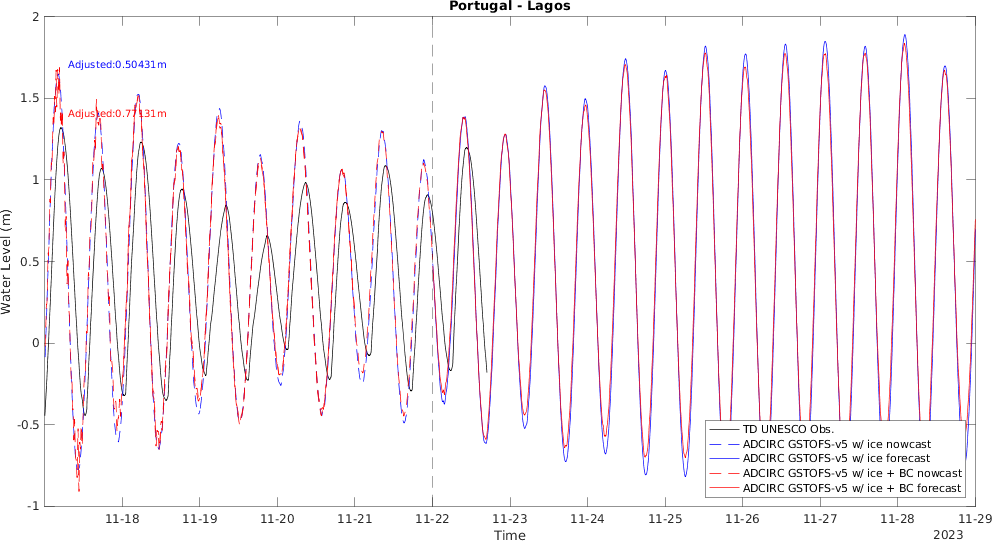 Portugal - Lagos
Adjusted:0.50431m
Adjusted:0.77131m
Water Level (m)
2
1.5
1
0.5
0
-0.5
-1
TD UNESCO Obs.
ADCIRC GSTOFS-v5 w/ ice nowcast
ADCIRC GSTOFS-v5 w/ ice forecast
ADCIRC GSTOFS-v5 w/ ice + BC nowcast
ADCIRC GSTOFS-v5 w/ ice + BC forecast
11-18 11-19 11-20 11-21 11-22 11-23 11-24 11-25 11-26 11-27 11-28 11-29
Time
2023